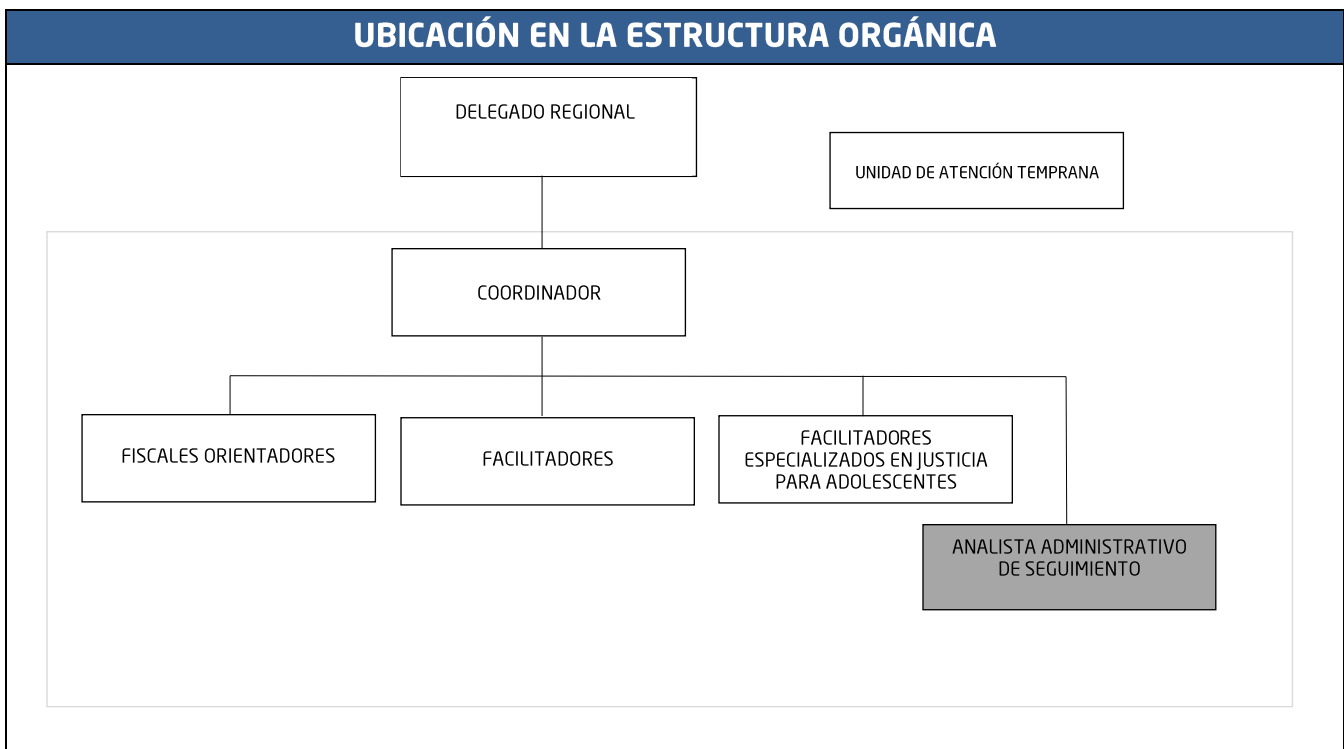 UBICACIÓN EN LA ESTRUCTURA ORGÁNICA
DELEGADO REGIONAL
UNIDAD DE ATENCIÓN TEMPRANA
COORDINADOR
FISCALES ORIENTADORES
FACILITADORES
FACILITADORES
ESPECIALIZADOS EN JUSTICIA
PARA ADOLESCENTES
ANALISTA ADMINISTRATIVO
DE SEGUIMIENTO